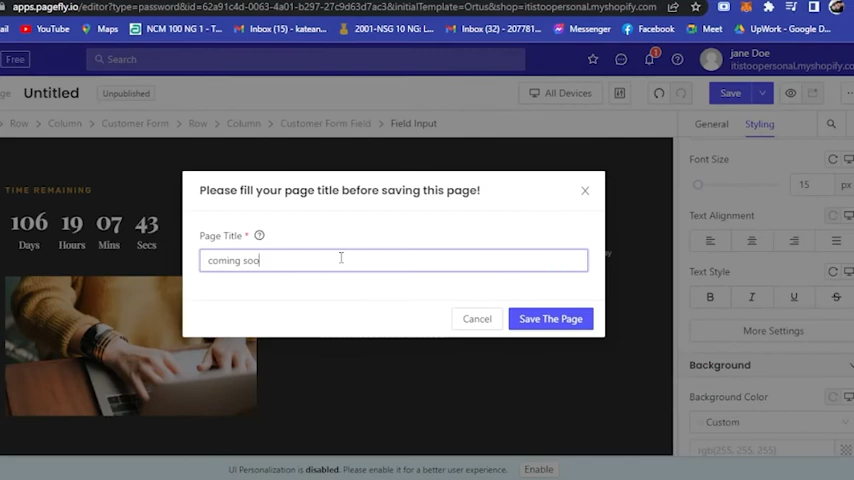 apps.pagefly.io/editor?type=password&id=62a91c4d-0063-4a01-b297-27c9d63d7ac3&initialTemplate=Ortus&shop=itistoopersonal.myshopify.com
ail YouTube Maps NCM 100 NG 1 - T... Inbox (15) - katean... 2001-NSG 10 NG (... Inbox (32) - 207781... Messenger Facebook Meet UpWork - Google D...
Free Search 1 jane Doe
itistoopersonal.myshopify.co
ge Untitled Unpublished All Devices Save
Row > Column > Customer Form > Row > Column > Customer Form Field > Field Input
General Styling
Font Size
15 px
Text Alignment
Text Style
B I U S
More Settings
Background
Background Color
Custom
rgb(255, 255, 255)
TIME REMAINING
106 19 07 43
Days Hours Mins Secs
Please fill your page title before saving this page!
Page Title *
coming soo
Cancel Save The Page
UI Personalization is disabled. Please enable it for a better user experience. Enable